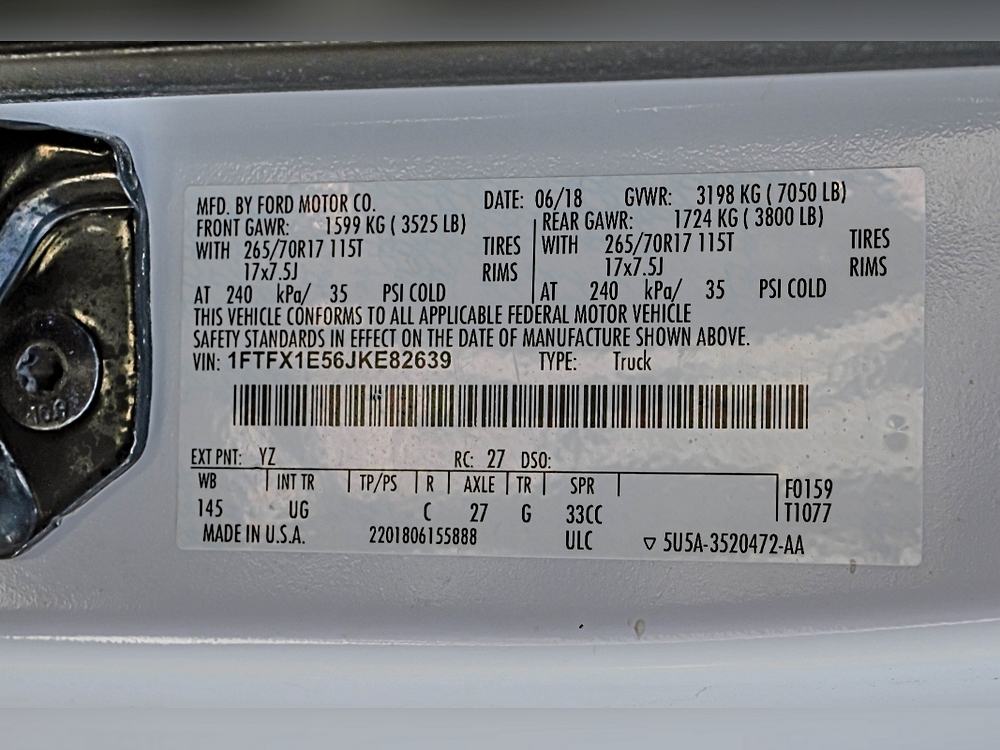 MFD. BY FORD MOTOR CO. DATE: 06/18 GVWR: 3198 KG ( 7050 LB)
FRONT GAWR: 1599 KG ( 3525 LB) REAR GAWR: 1724 KG ( 3800 LB)
WITH 265/70R17 115T TIRES WITH 265/70R17 115T TIRES
17x7.5J RIMS 17x7.5J RIMS
AT 240 kPa/ 35 PSI COLD AT 240 kPa/ 35 PSI COLD
THIS VEHICLE CONFORMS TO ALL APPLICABLE FEDERAL MOTOR VEHICLE
SAFETY STANDARDS IN EFFECT ON THE DATE OF MANUFACTURE SHOWN ABOVE.
VIN: 1FTFX1E56JKE82639 TYPE: Truck
EXT PNT: YZ RC: 27 DSO:
WB INT TR TP/PS R AXLE TR SPR F0159
145 UG C 27 G 33CC T1077
MADE IN U.S.A. 2201806155888 ULC ▽ 5U5A-3520472-AA